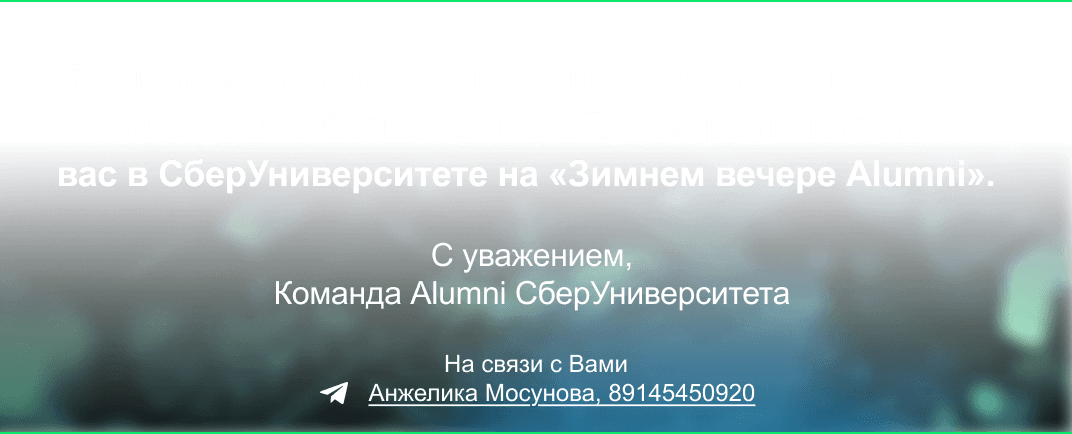 вас в СберУниверситете на «Зимнем вечере Alumni».
С уважением,
Команда Alumni СберУниверситета
На связи с Вами
Анжелика Мосунова, 89145450920